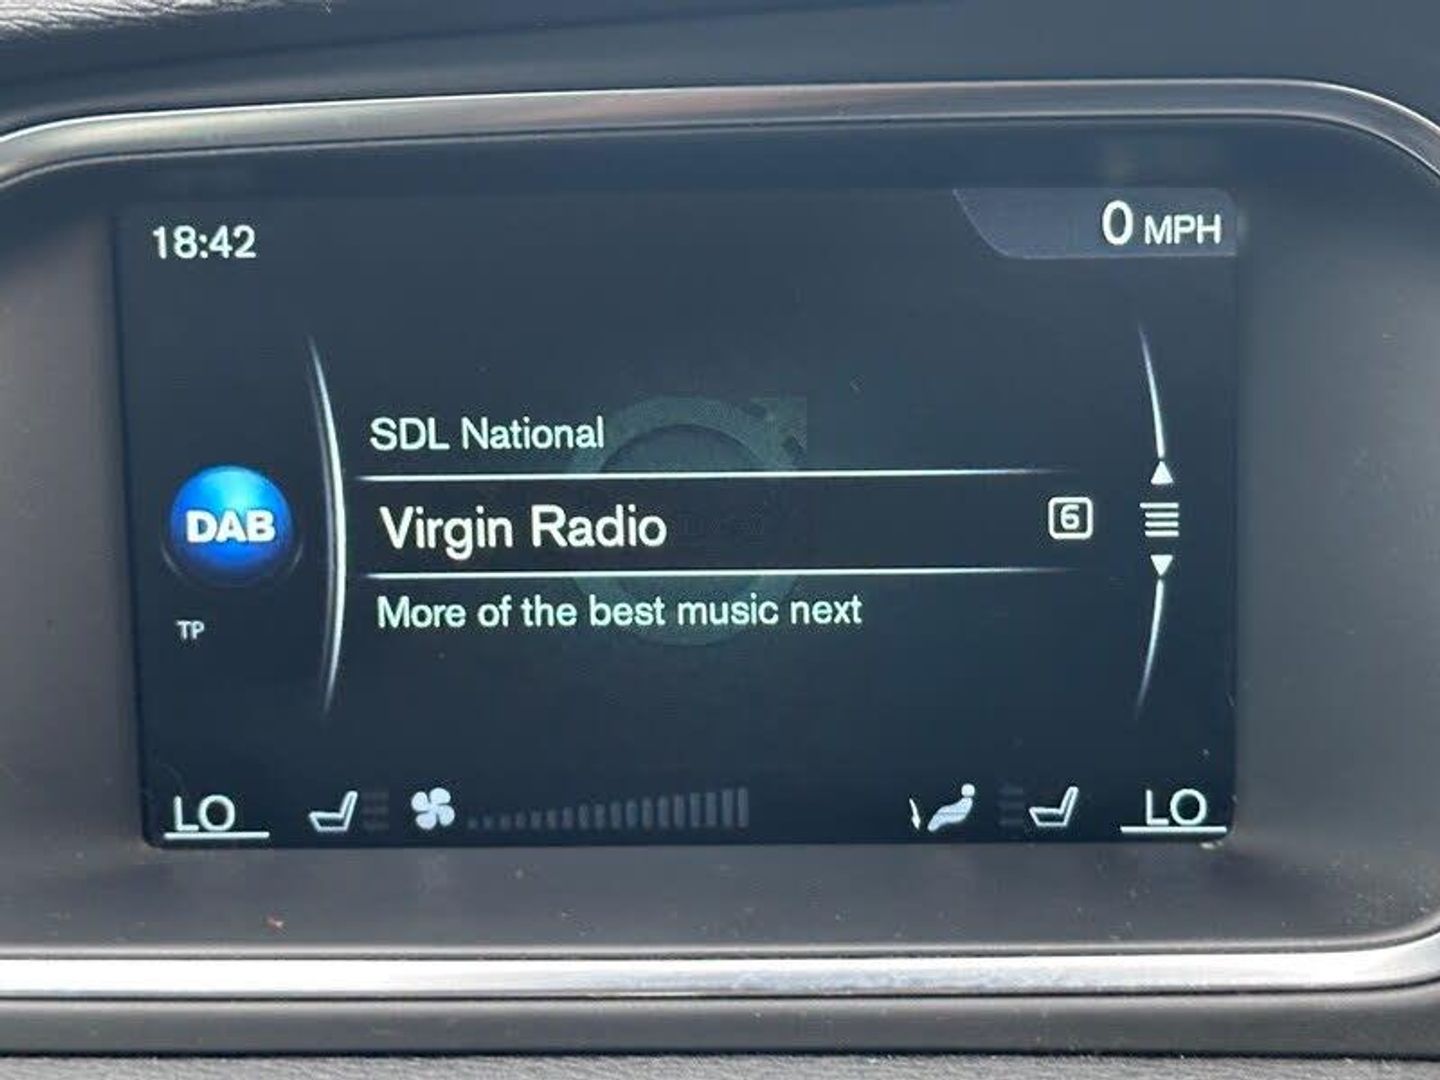 18:42
0 MPH
SDL National
DAB
Virgin Radio
6
More of the best music next
TP
LO
LO